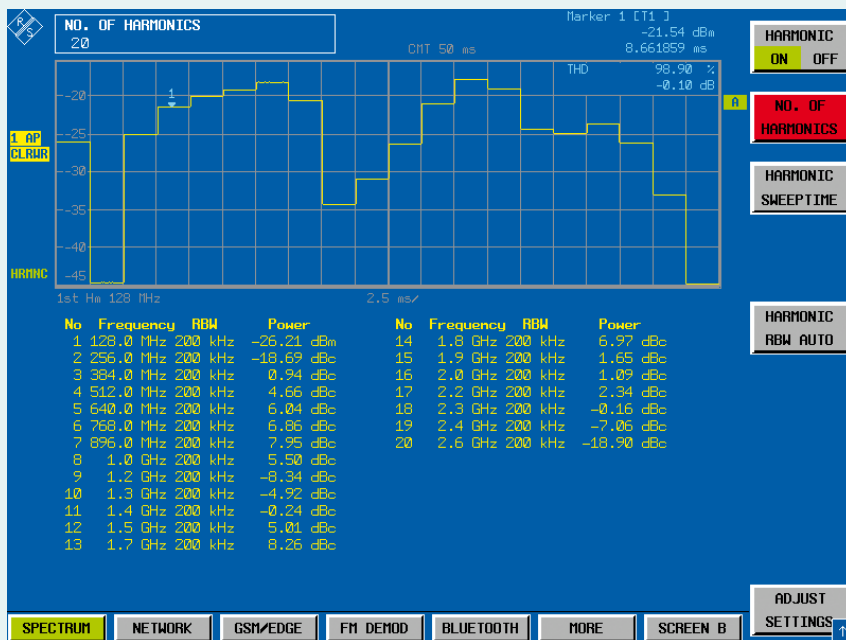 R S
NO. OF HARMONICS
20
Marker 1 [T1 ]
-21.54 dBm
CMT 50 ms
8.661859 ms
THD 98.90 %
-0.10 dB
HARMONIC
ON OFF
A
NO. OF
HARMONICS
1
-20
-25
-30
-35
-40
-45
1 AP
CLRWR
HRMNC
HARMONIC
SWEEPTIME
1st Hm 128 MHz
2.5 ms/
HARMONIC
RBW AUTO
No Frequency RBW Power No Frequency RBW Power
1 128.0 MHz 200 kHz -26.21 dBm 14 1.8 GHz 200 kHz 6.97 dBc
2 256.0 MHz 200 kHz -18.69 dBc 15 1.9 GHz 200 kHz 1.65 dBc
3 384.0 MHz 200 kHz 0.94 dBc 16 2.0 GHz 200 kHz 1.09 dBc
4 512.0 MHz 200 kHz 4.66 dBc 17 2.2 GHz 200 kHz 2.34 dBc
5 640.0 MHz 200 kHz 6.04 dBc 18 2.3 GHz 200 kHz -0.16 dBc
6 768.0 MHz 200 kHz 6.86 dBc 19 2.4 GHz 200 kHz -7.06 dBc
7 896.0 MHz 200 kHz 7.95 dBc 20 2.6 GHz 200 kHz -18.90 dBc
8 1.0 GHz 200 kHz 5.50 dBc
9 1.2 GHz 200 kHz -8.34 dBc
10 1.3 GHz 200 kHz -4.92 dBc
11 1.4 GHz 200 kHz -0.24 dBc
12 1.5 GHz 200 kHz 5.01 dBc
13 1.7 GHz 200 kHz 8.26 dBc
ADJUST
SETTINGS
SPECTRUM NETWORK GSM/EDGE FM DEMOD BLUETOOTH MORE SCREEN B